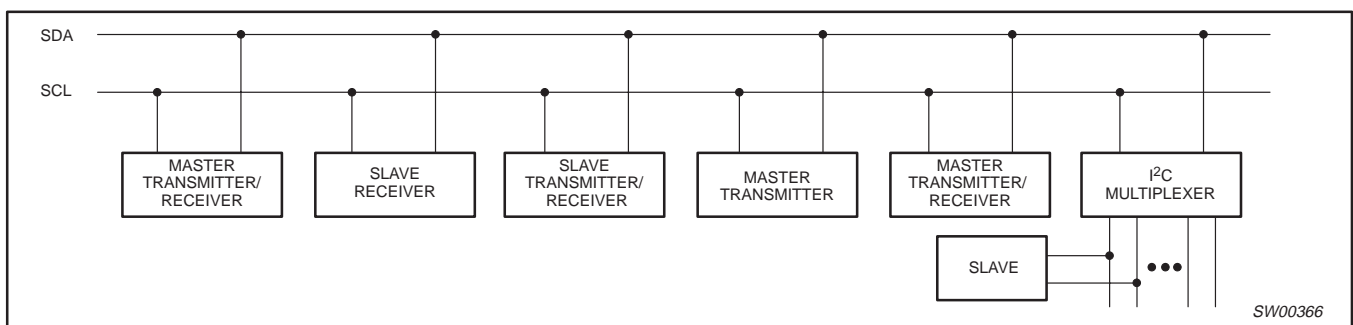 SDA
SCL
MASTER
TRANSMITTER/
RECEIVER
SLAVE
RECEIVER
SLAVE
TRANSMITTER/
RECEIVER
MASTER
TRANSMITTER
MASTER
TRANSMITTER/
RECEIVER
I²C
MULTIPLEXER
SLAVE
SW00366